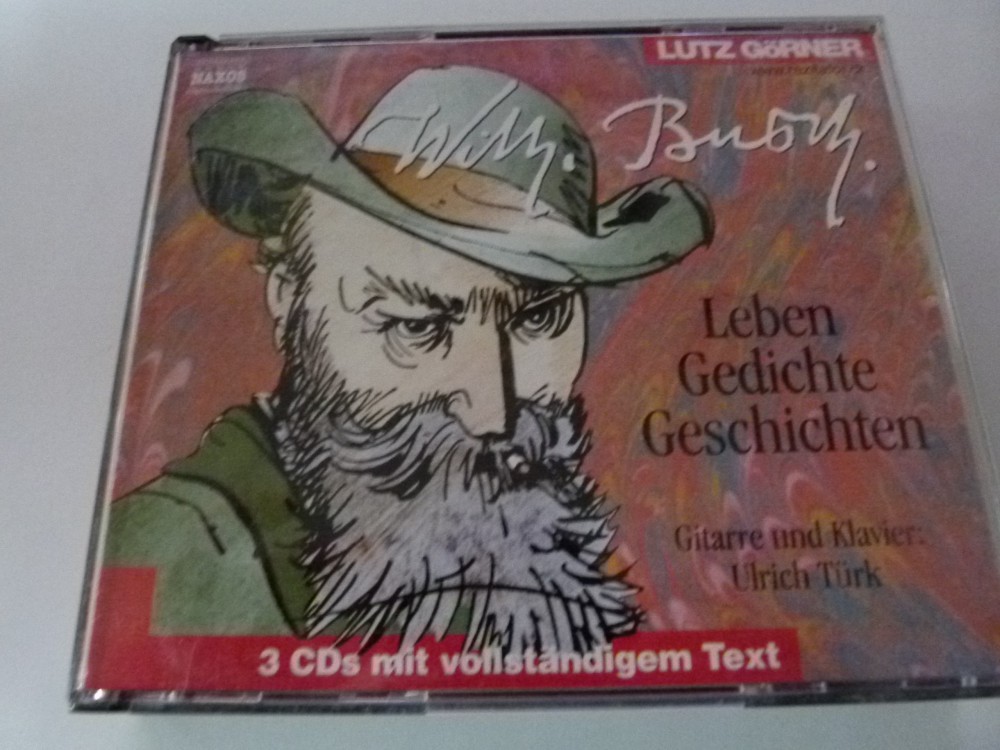 LUTZ GöRNER
NAXOS
Wilh. Busch.
Leben
Gedichte
Geschichten
Gitarre und Klavier:
Ulrich Türk
3 CDs mit vollständigem Text